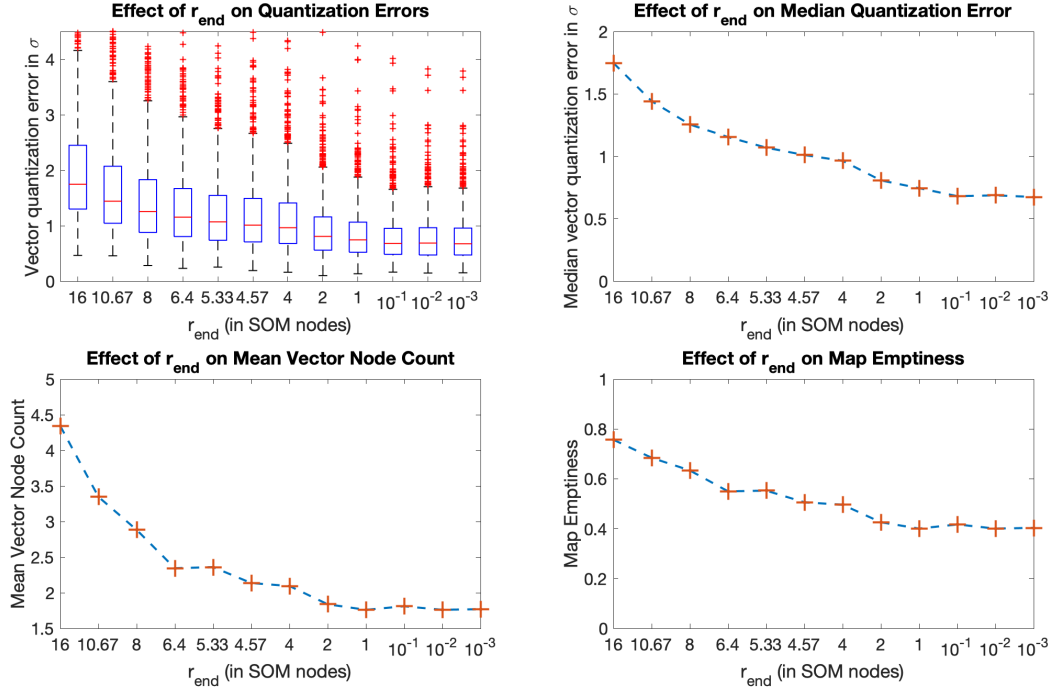 Effect of r_end on Quantization Errors
Vector quantization error in σ
4
3
2
1
0
16 10.67 8 6.4 5.33 4.57 4 2 1 10^-1 10^-2 10^-3
r_end (in SOM nodes)
Effect of r_end on Median Quantization Error
Median vector quantization error in σ
2
1.5
1
0.5
0
16 10.67 8 6.4 5.33 4.57 4 2 1 10^-1 10^-2 10^-3
r_end (in SOM nodes)
Effect of r_end on Mean Vector Node Count
Mean Vector Node Count
5
4.5
4
3.5
3
2.5
2
1.5
16 10.67 8 6.4 5.33 4.57 4 2 1 10^-1 10^-2 10^-3
r_end (in SOM nodes)
Effect of r_end on Map Emptiness
Map Emptiness
1
0.8
0.6
0.4
0.2
0
16 10.67 8 6.4 5.33 4.57 4 2 1 10^-1 10^-2 10^-3
r_end (in SOM nodes)